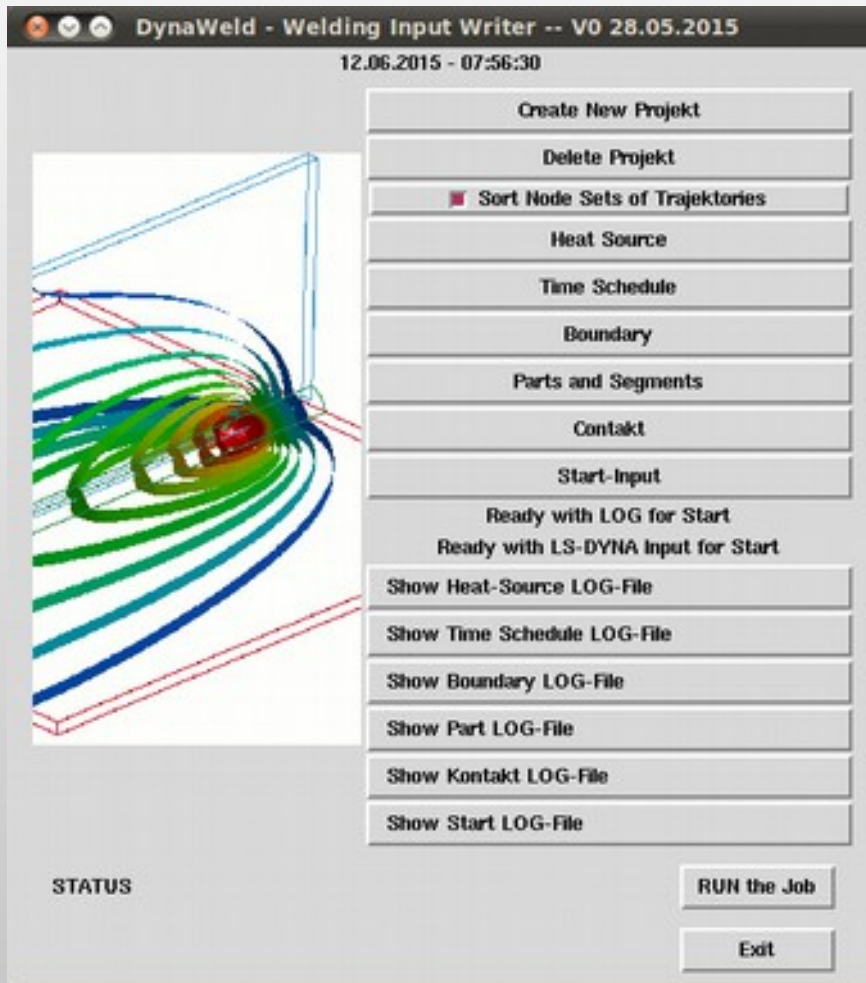 DynaWeld - Welding Input Writer -- V0 28.05.2015
12.06.2015 - 07:56:30
Create New Projekt
Delete Projekt
Sort Node Sets of Trajektories
Heat Source
Time Schedule
Boundary
Parts and Segments
Contakt
Start-Input
Ready with LOG for Start
Ready with LS-DYNA Input for Start
Show Heat-Source LOG-File
Show Time Schedule LOG-File
Show Boundary LOG-File
Show Part LOG-File
Show Kontakt LOG-File
Show Start LOG-File
STATUS
RUN the Job
Exit